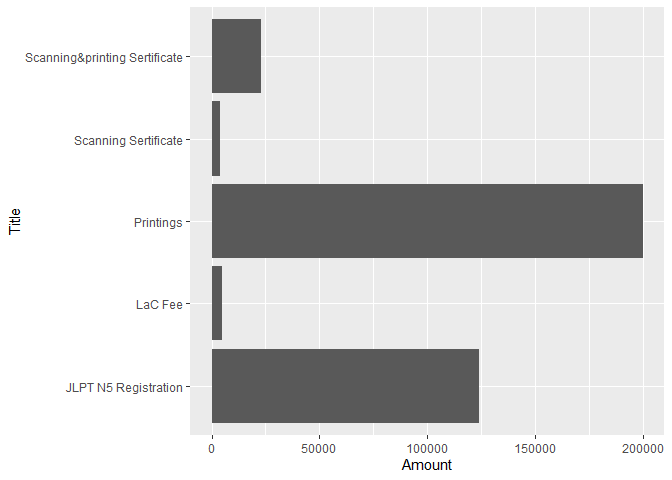 Scanning&printing Sertificate
Scanning Sertificate
Printings
LaC Fee
JLPT N5 Registration
Title
0 50000 100000 150000 200000
Amount